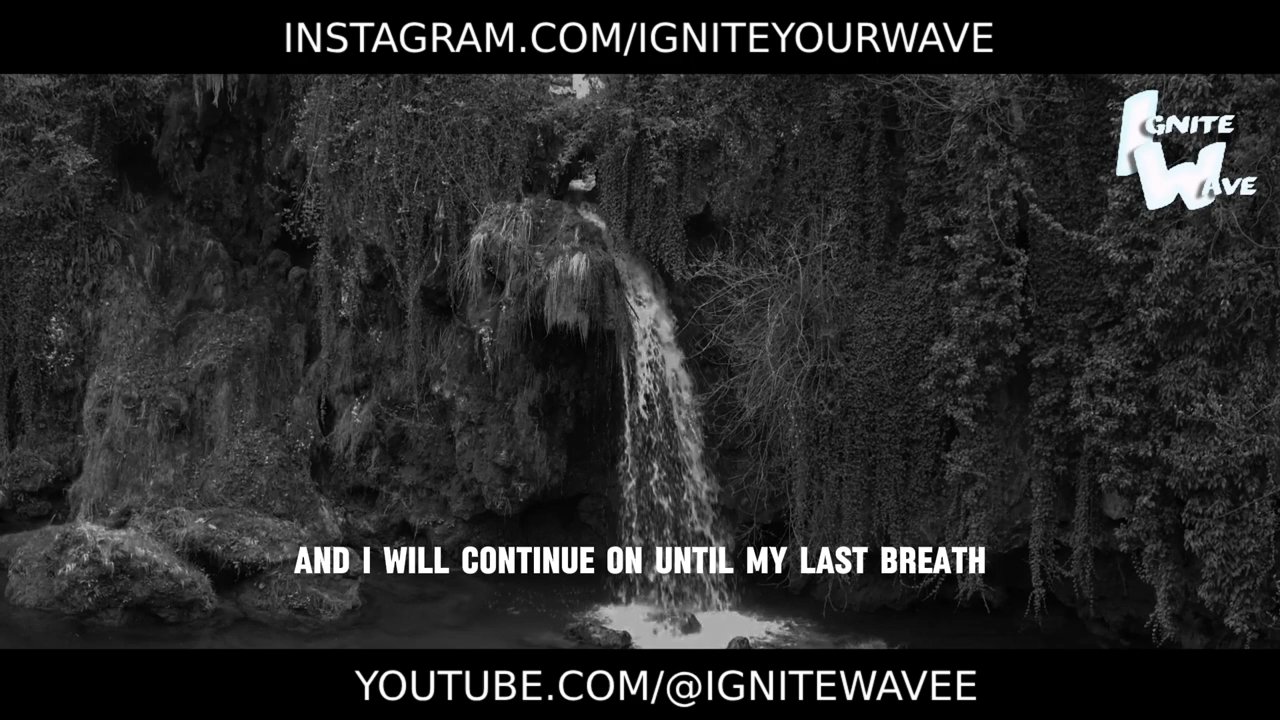 INSTAGRAM.COM/IGNITEYOURWAVE
IGNITE
WAVE
AND I WILL CONTINUE ON UNTIL MY LAST BREATH
YOUTUBE.COM/@IGNITEWAVEE